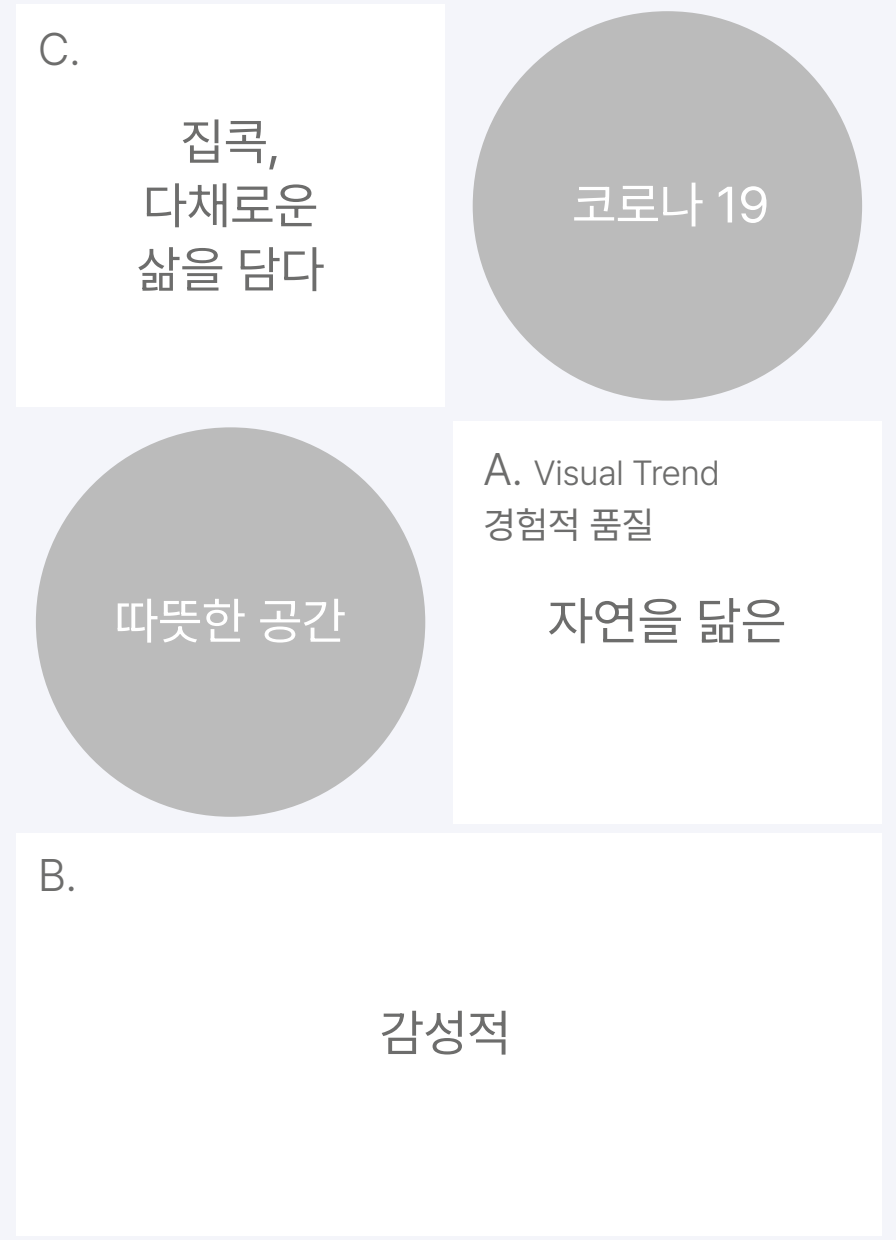 C.
집콕,
다채로운
삶을 담다
코로나 19
따뜻한 공간
A. Visual Trend
경험적 품질
자연을 닮은
B.
감성적